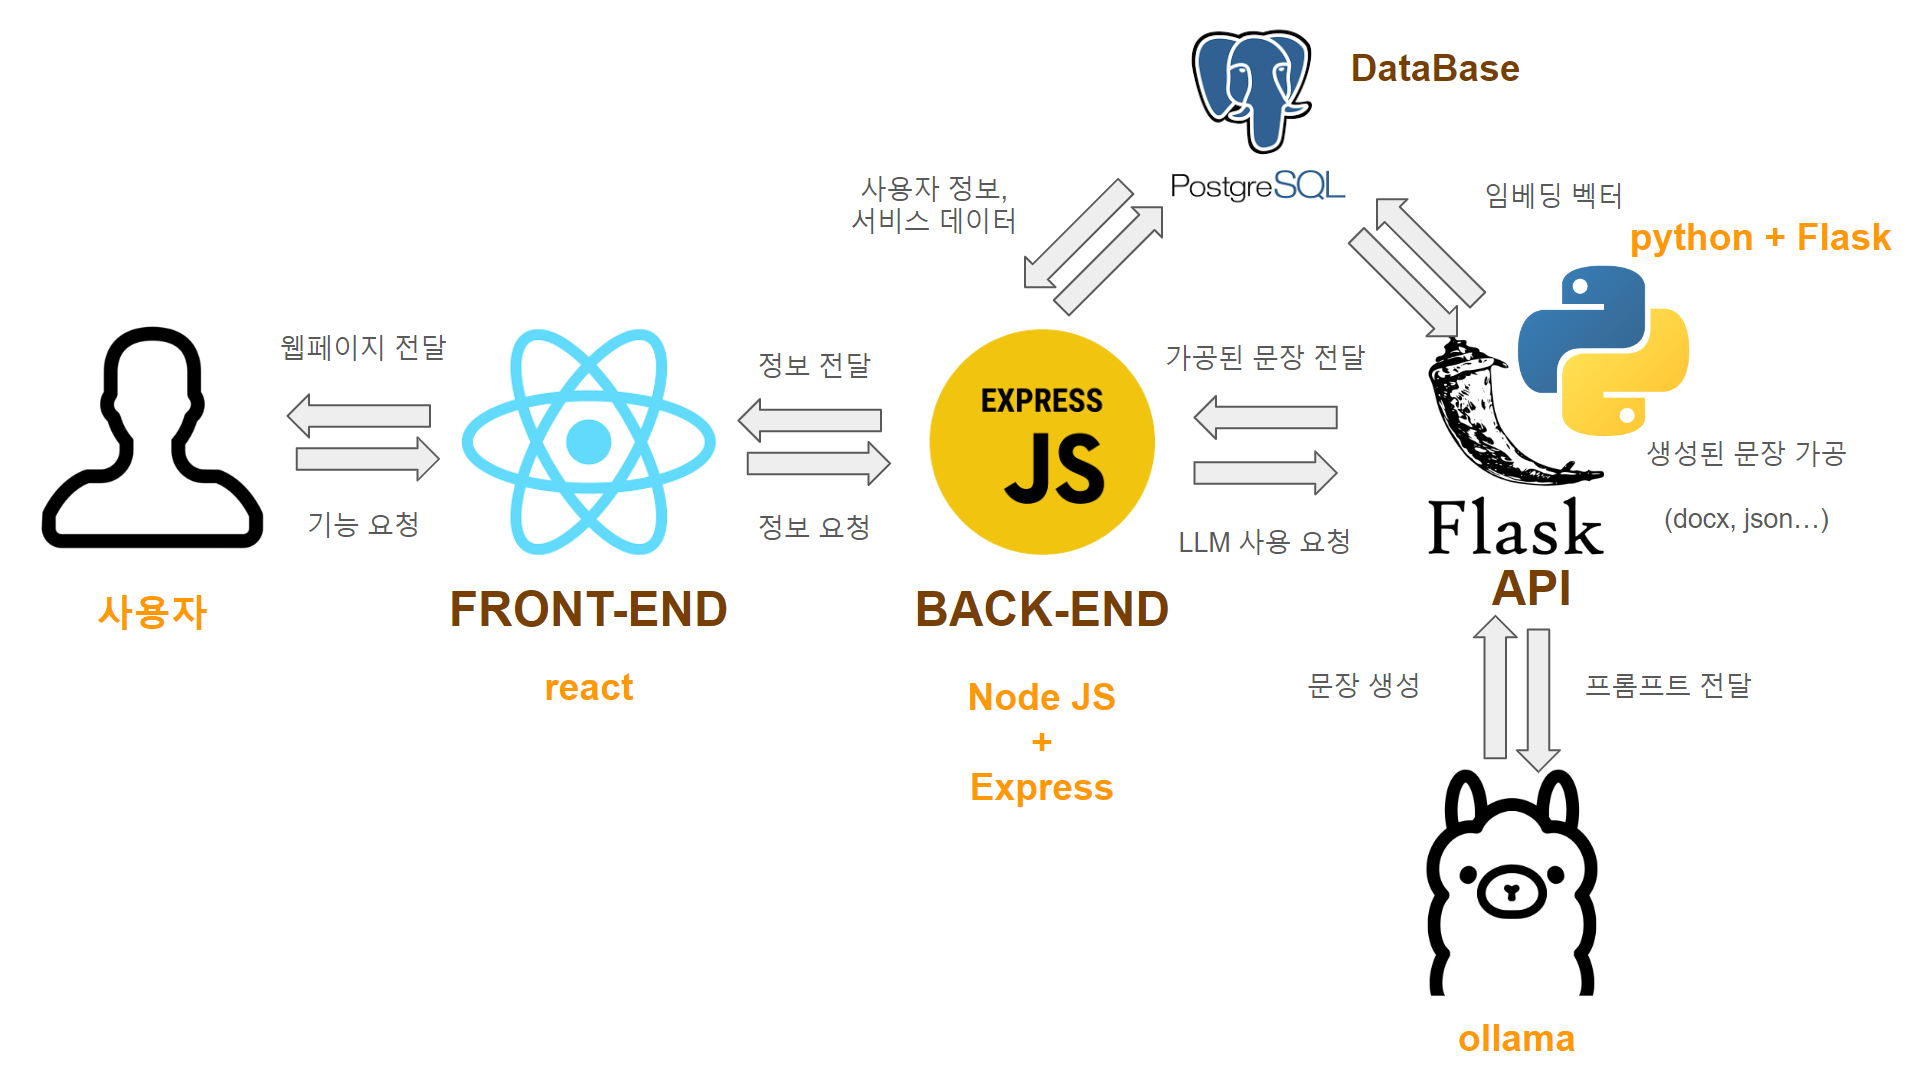 DataBase
PostgreSQL
사용자 정보,
서비스 데이터
임베딩 벡터
python + Flask
웹페이지 전달
기능 요청
사용자
FRONT-END
react
정보 전달
정보 요청
EXPRESS
JS
BACK-END
Node JS
+
Express
가공된 문장 전달
LLM 사용 요청
생성된 문장 가공
(docx, json...)
Flask
API
문장 생성
프롬프트 전달
ollama